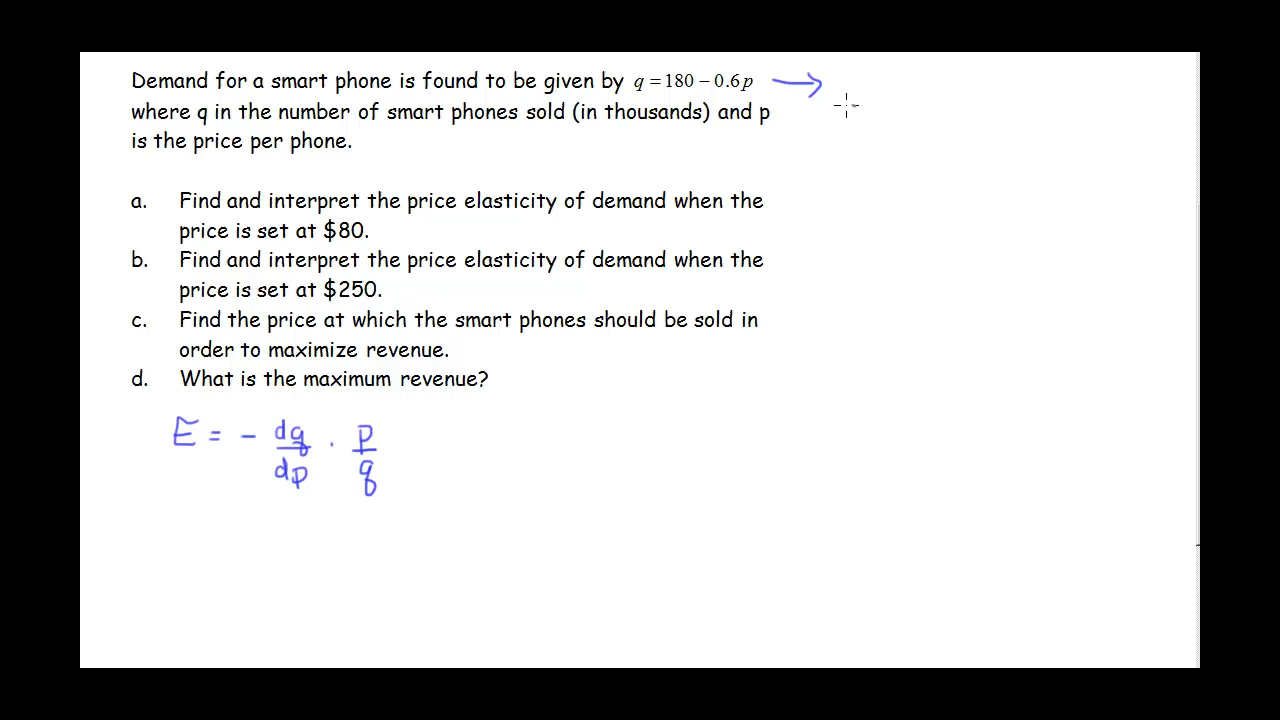 Demand for a smart phone is found to be given by q = 180 − 0.6p →
where q in the number of smart phones sold (in thousands) and p
is the price per phone.
a. Find and interpret the price elasticity of demand when the
price is set at $80.
b. Find and interpret the price elasticity of demand when the
price is set at $250.
c. Find the price at which the smart phones should be sold in
order to maximize revenue.
d. What is the maximum revenue?
E = - dq/dp · p/q